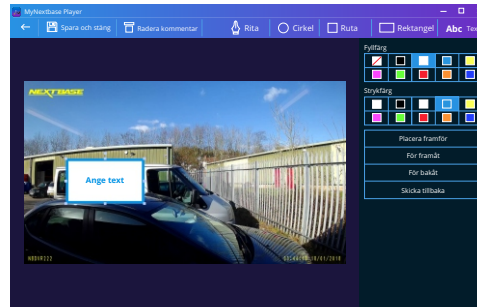 MyNextbase Player
Spara och stäng
Radera kommentar
Rita
Cirkel
Ruta
Rektangel
Abc Tex
Fyllfärg
NEXTBASE
Strykfärg
Ange text
Placera framför
För framåt
För bakåt
Skicka tillbaka